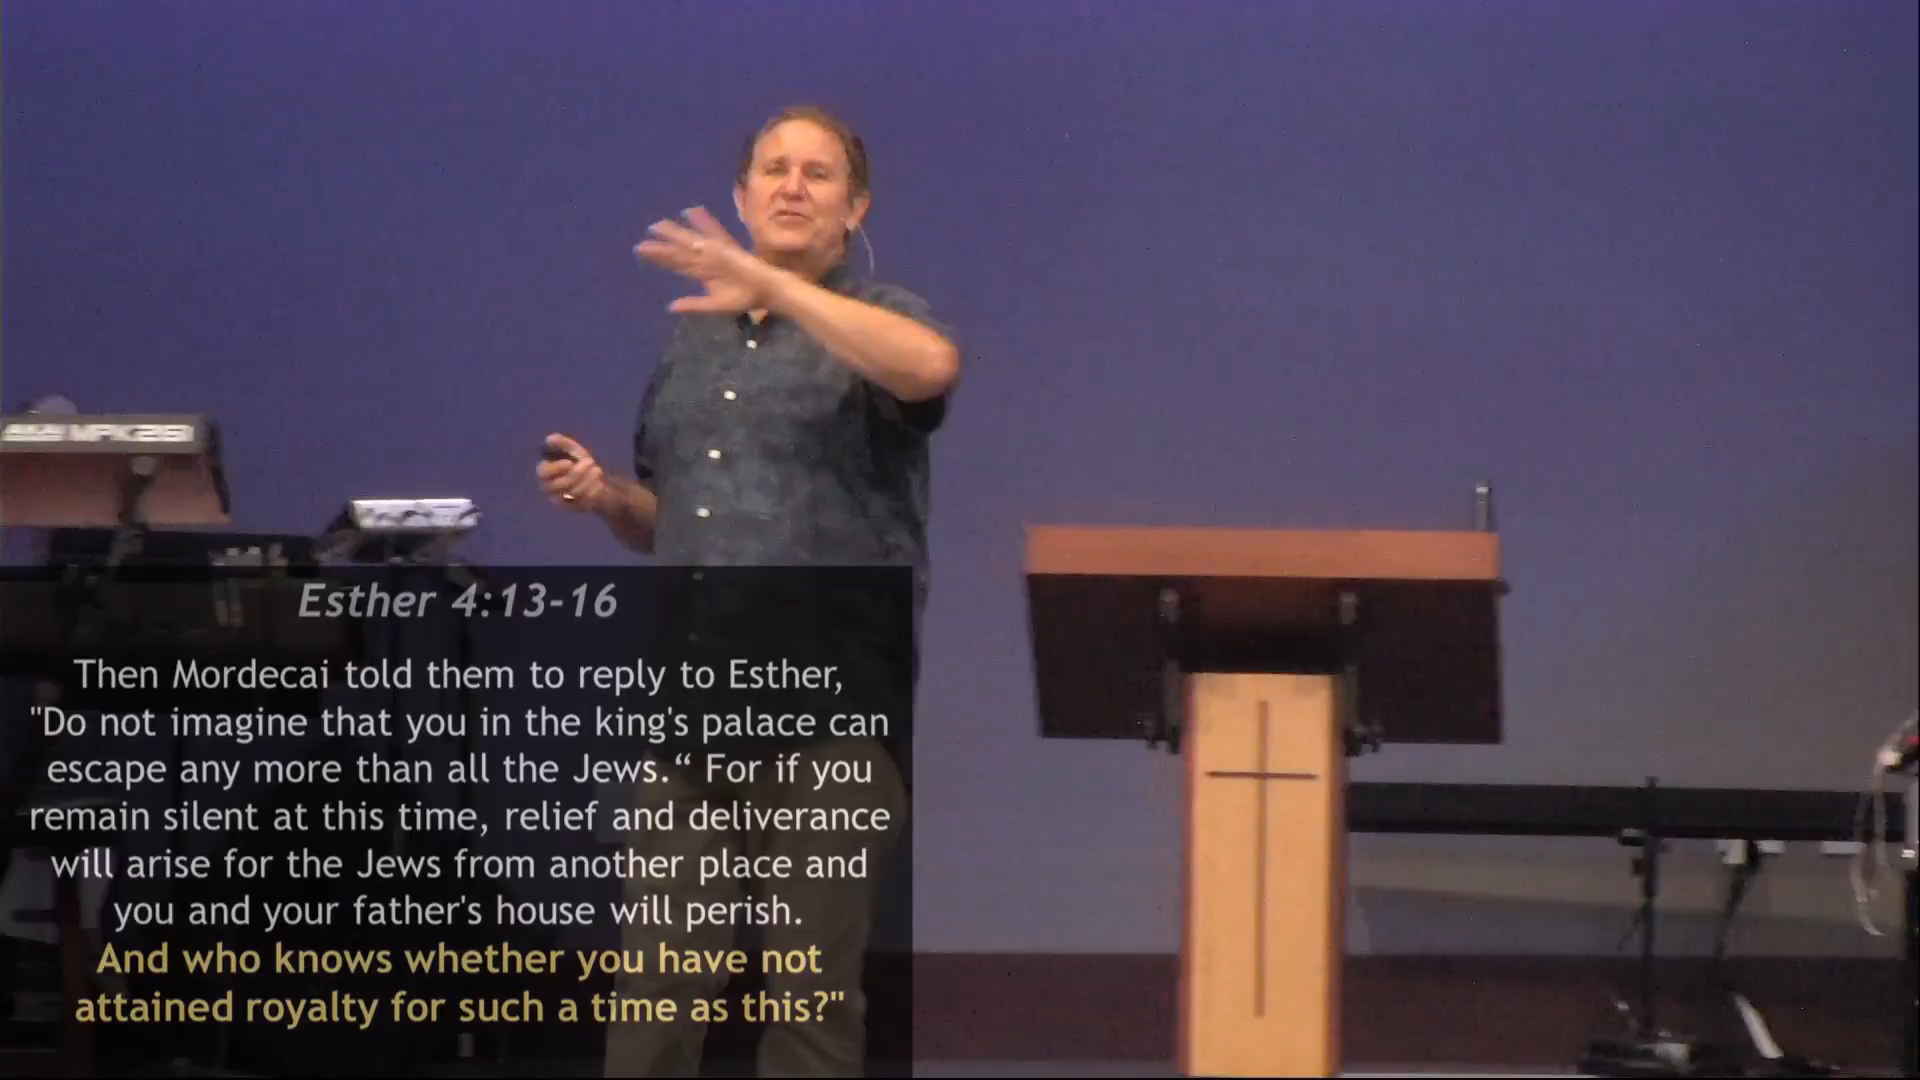 AKAI MPK261
Esther 4:13-16
Then Mordecai told them to reply to Esther,
"Do not imagine that you in the king's palace can
escape any more than all the Jews.“ For if you
remain silent at this time, relief and deliverance
will arise for the Jews from another place and
you and your father's house will perish.
And who knows whether you have not
attained royalty for such a time as this?"